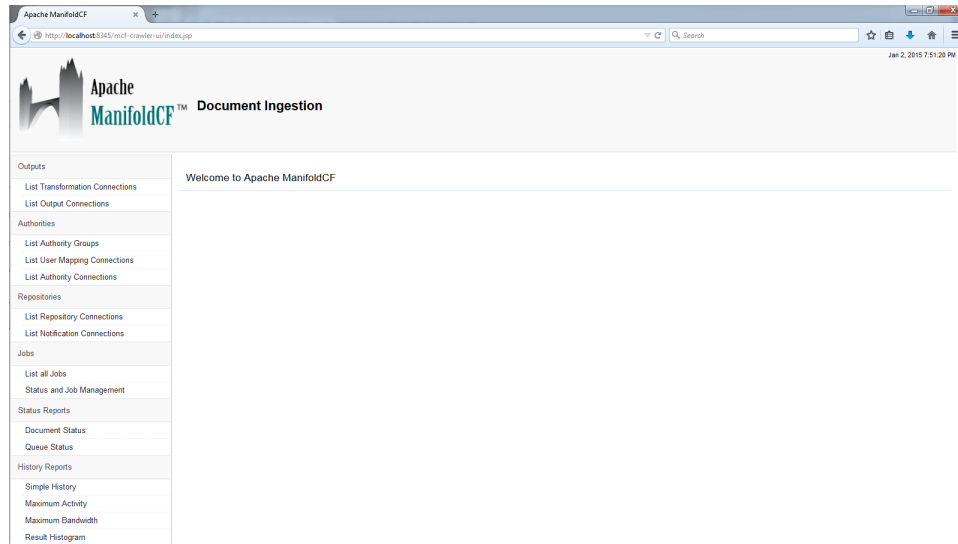 Apache ManifoldCF
http://localhost:8345/mcf-crawler-ui/index.jsp
Search
Jan 2, 2015 7:51:20 PM
Apache
ManifoldCF™
Document Ingestion
Outputs
List Transformation Connections
List Output Connections
Authorities
List Authority Groups
List User Mapping Connections
List Authority Connections
Repositories
List Repository Connections
List Notification Connections
Jobs
List all Jobs
Status and Job Management
Status Reports
Document Status
Queue Status
History Reports
Simple History
Maximum Activity
Maximum Bandwidth
Result Histogram
Welcome to Apache ManifoldCF